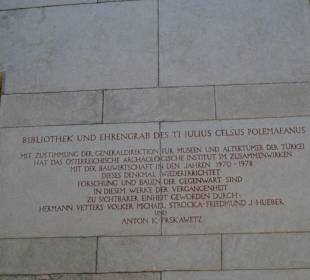 BIBLIOTHEK UND EHRENGRAB DES TI IULIUS CELSUS POLEMAEANUS
MIT ZUSTIMMUNG DER GENERALDIREKTION FÜR MUSEEN UND ALTERTÜMER DER TÜRKEI
HAT DAS ÖSTERREICHISCHE ARCHÄOLOGISCHE INSTITUT IM ZUSAMMENWIRKEN
MIT DER BAUWIRTSCHAFT IN DEN JAHREN 1970-1978
DIESES DENKMAL WIEDERERRICHTET
FORSCHUNG UND BAUEN DER GEGENWART SIND
IN DIESEM WERKE DER VERGANGENHEIT
ZU SICHTBARER EINHEIT GEWORDEN DURCH:
HERMANN VETTERS-VOLKER MICHAEL STROCKA-FRIEDMUND J·HUEBER
UND
ANTON K·PRSKAWETZ